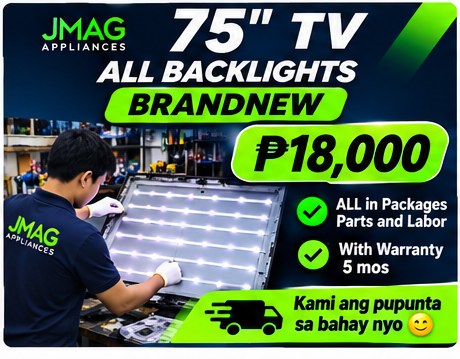 JMAG
APPLIANCES
75" TV
ALL BACKLIGHTS
BRANDNEW
₱18,000
ALL in Packages
Parts and Labor
With Warranty
5 mos
JMAG
APPLIANCES
Kami ang pupunta
sa bahay nyo 😊